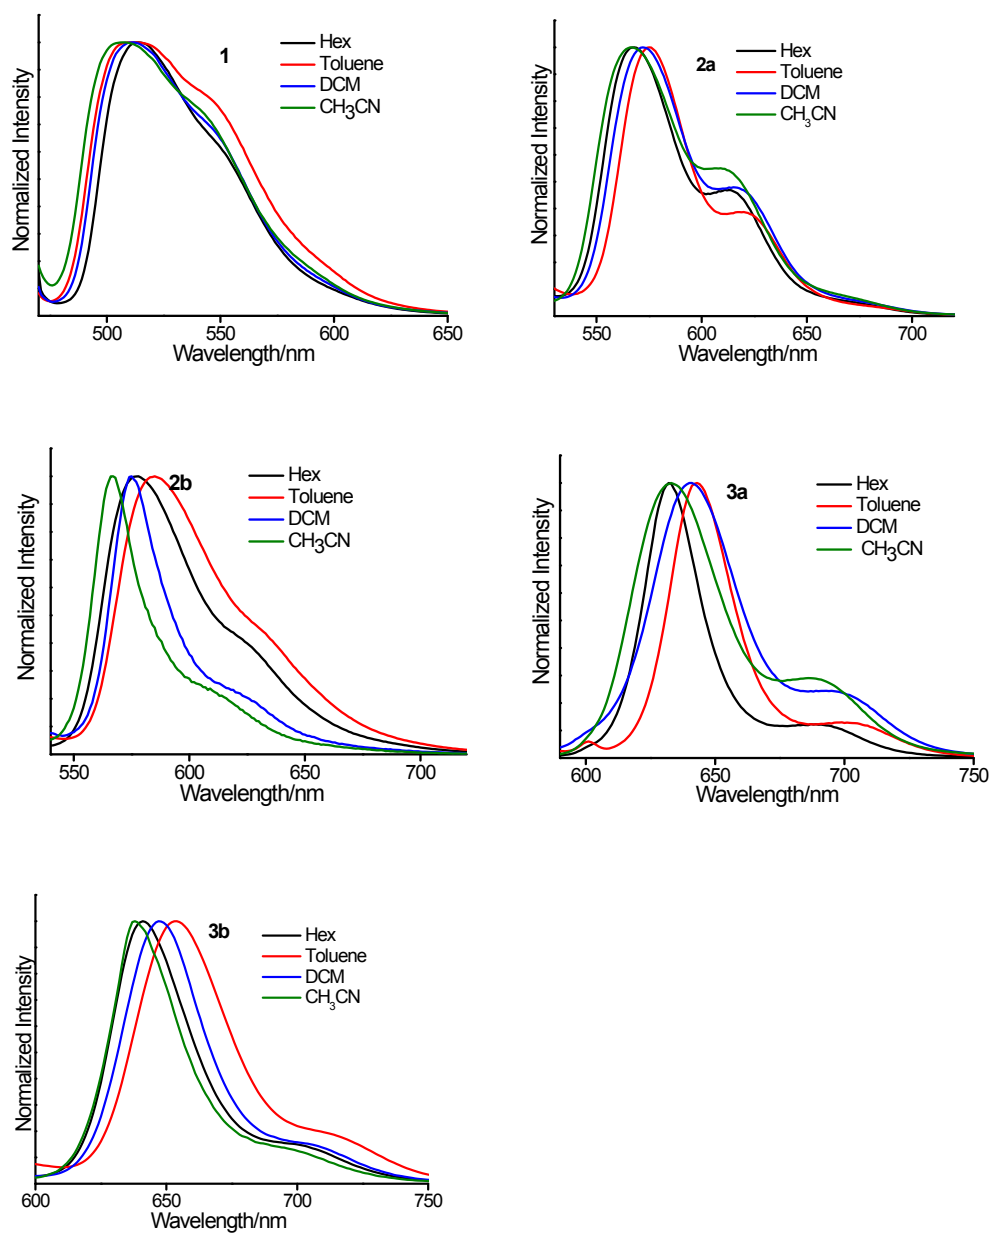 1
Hex
Toluene
DCM
CH3CN
Normalized Intensity
500
550
600
650
Wavelength/nm
2a
Hex
Toluene
DCM
CH3CN
Normalized Intensity
550
600
650
700
Wavelength/nm
2b
Hex
Toluene
DCM
CH3CN
Normalized Intensity
550
600
650
700
Wavelength/nm
3a
Hex
Toluene
DCM
CH3CN
Normalized Intensity
600
650
700
750
Wavelength/nm
3b
Hex
Toluene
DCM
CH3CN
Normalized Intensity
600
650
700
750
Wavelength/nm